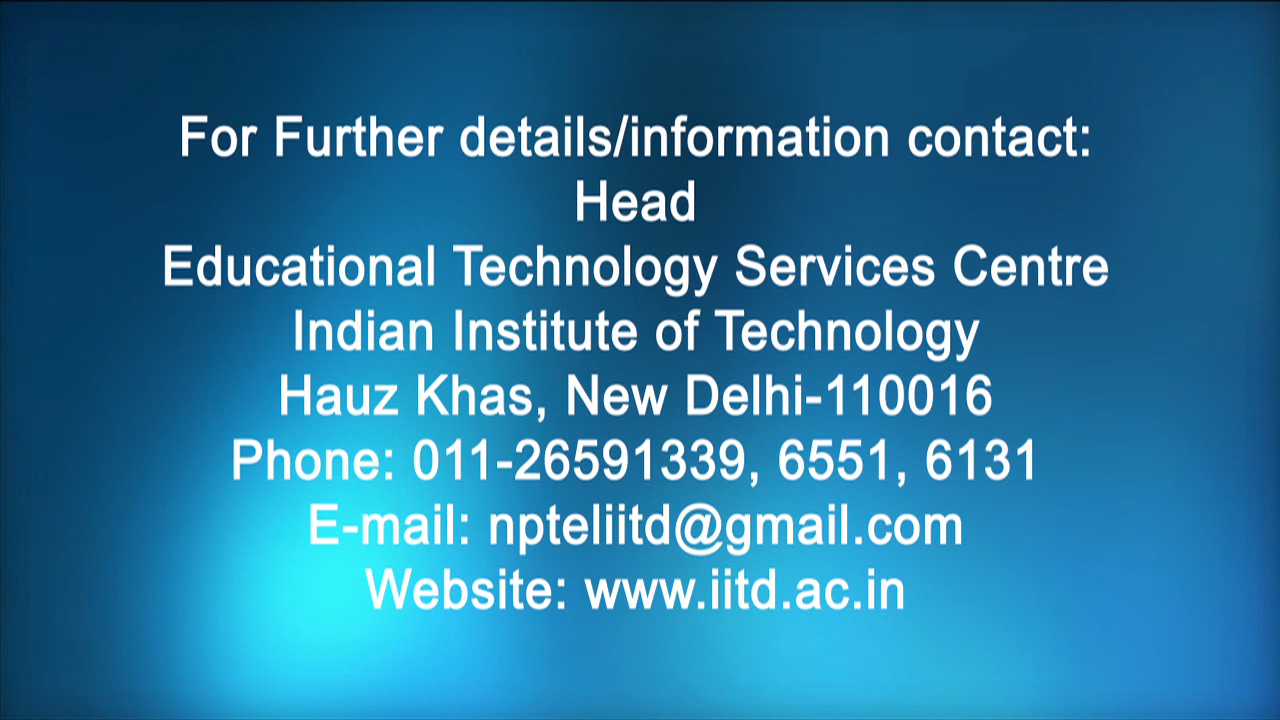 For Further details/information contact:
Head
Educational Technology Services Centre
Indian Institute of Technology
Hauz Khas, New Delhi-110016
Phone: 011-26591339, 6551, 6131
E-mail: npteliitd@gmail.com
Website: www.iitd.ac.in